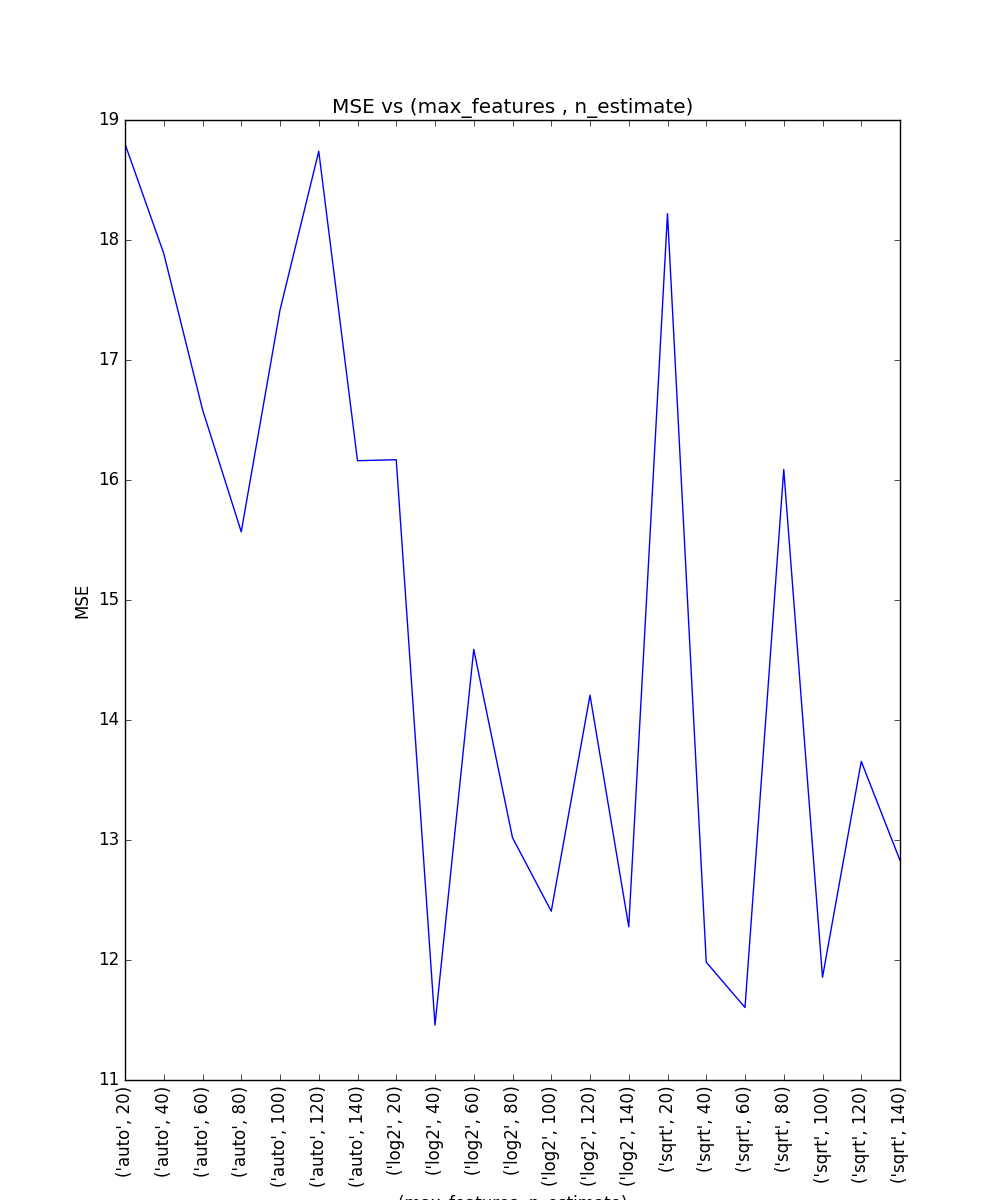 MSE vs (max_features , n_estimate)
19
18
17
16
15
14
13
12
11
MSE
('auto', 20)
('auto', 40)
('auto', 60)
('auto', 80)
('auto', 100)
('auto', 120)
('auto', 140)
('log2', 20)
('log2', 40)
('log2', 60)
('log2', 80)
('log2', 100)
('log2', 120)
('log2', 140)
('sqrt', 20)
('sqrt', 40)
('sqrt', 60)
('sqrt', 80)
('sqrt', 100)
('sqrt', 120)
('sqrt', 140)
(max_features, n_estimate)